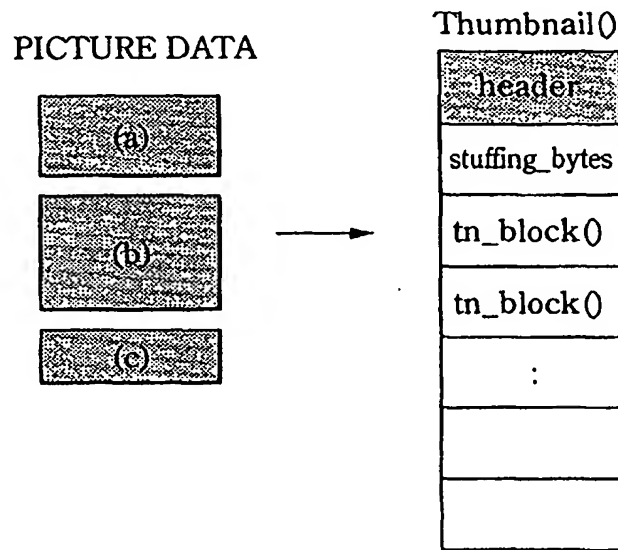 PICTURE DATA
(a)
(b)
(c)
Thumbnail()
header
stuffing_bytes
tn_block()
tn_block()
: